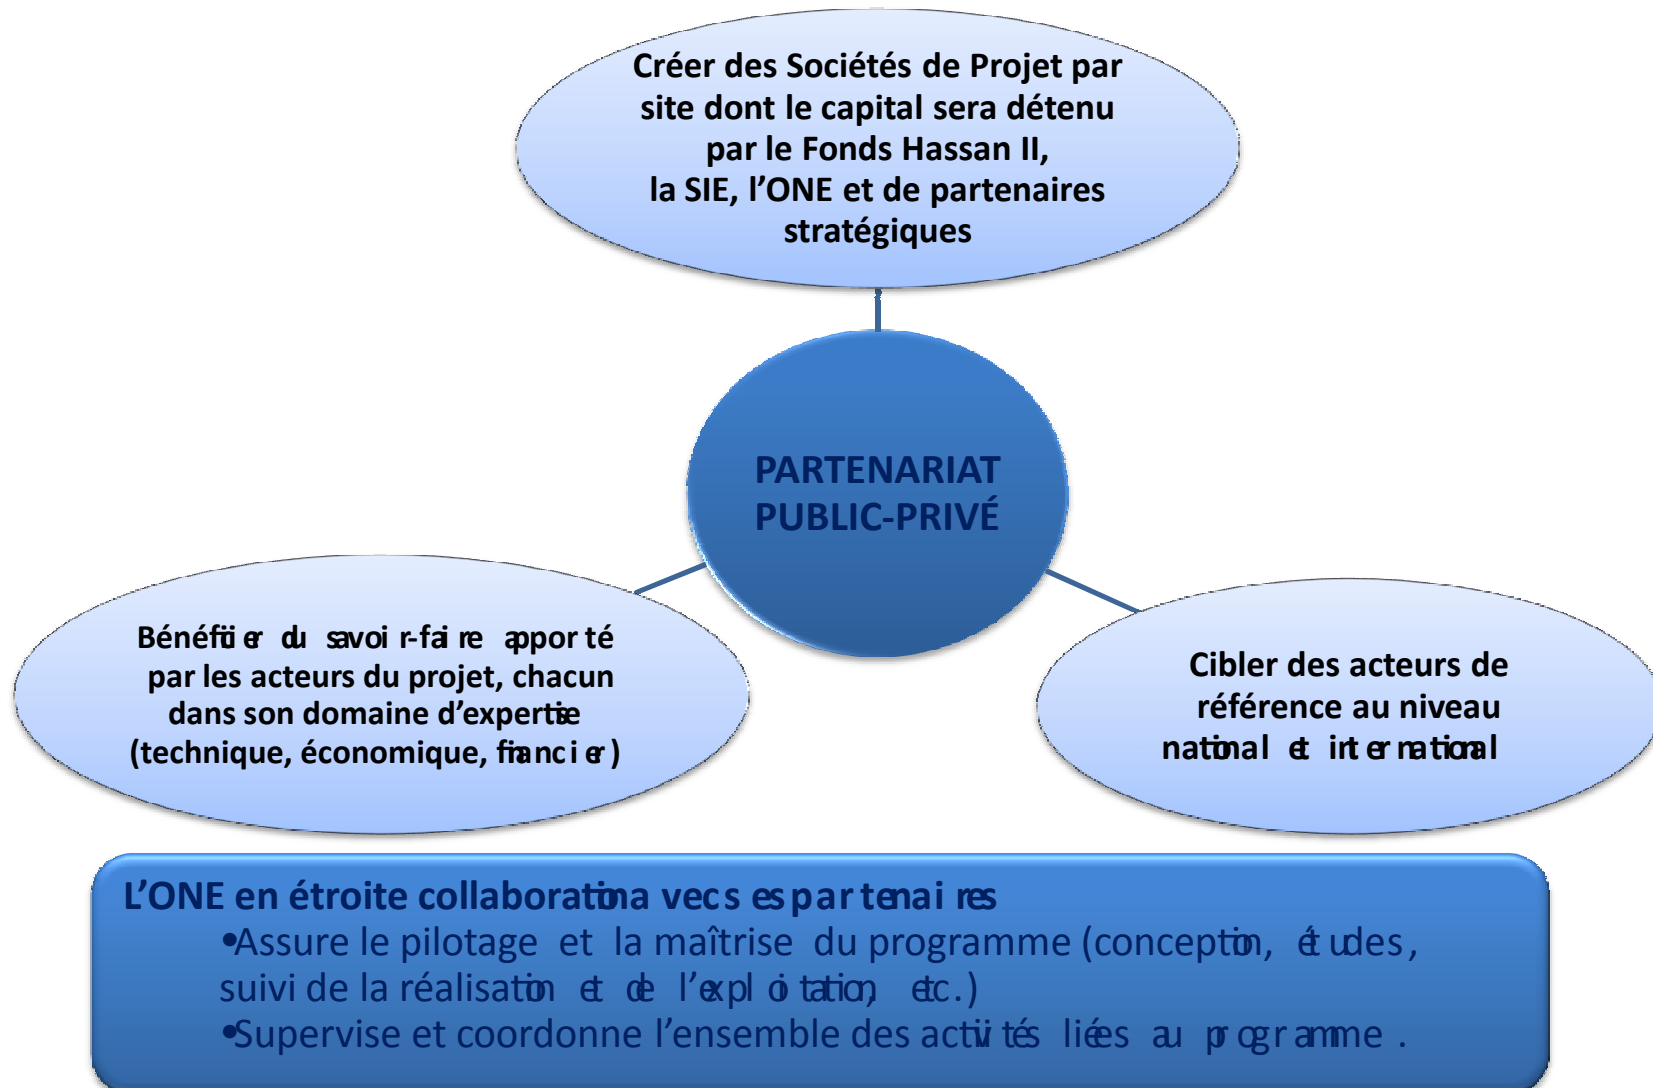 Créer des Sociétés de Projet par
site dont le capital sera détenu
par le Fonds Hassan II,
la SIE, l'ONE et de partenaires
stratégiques
PARTENARIAT
PUBLIC-PRIVÉ
Bénéficier du savoir-faire apporté
par les acteurs du projet, chacun
dans son domaine d'expertise
(technique, économique, financier)
Cibler des acteurs de
référence au niveau
national et international
L'ONE en étroite collaboration avec ses partenaires
•Assure le pilotage et la maîtrise du programme (conception, études,
suivi de la réalisation et de l'exploitation, etc.)
•Supervise et coordonne l'ensemble des activités liées au programme.